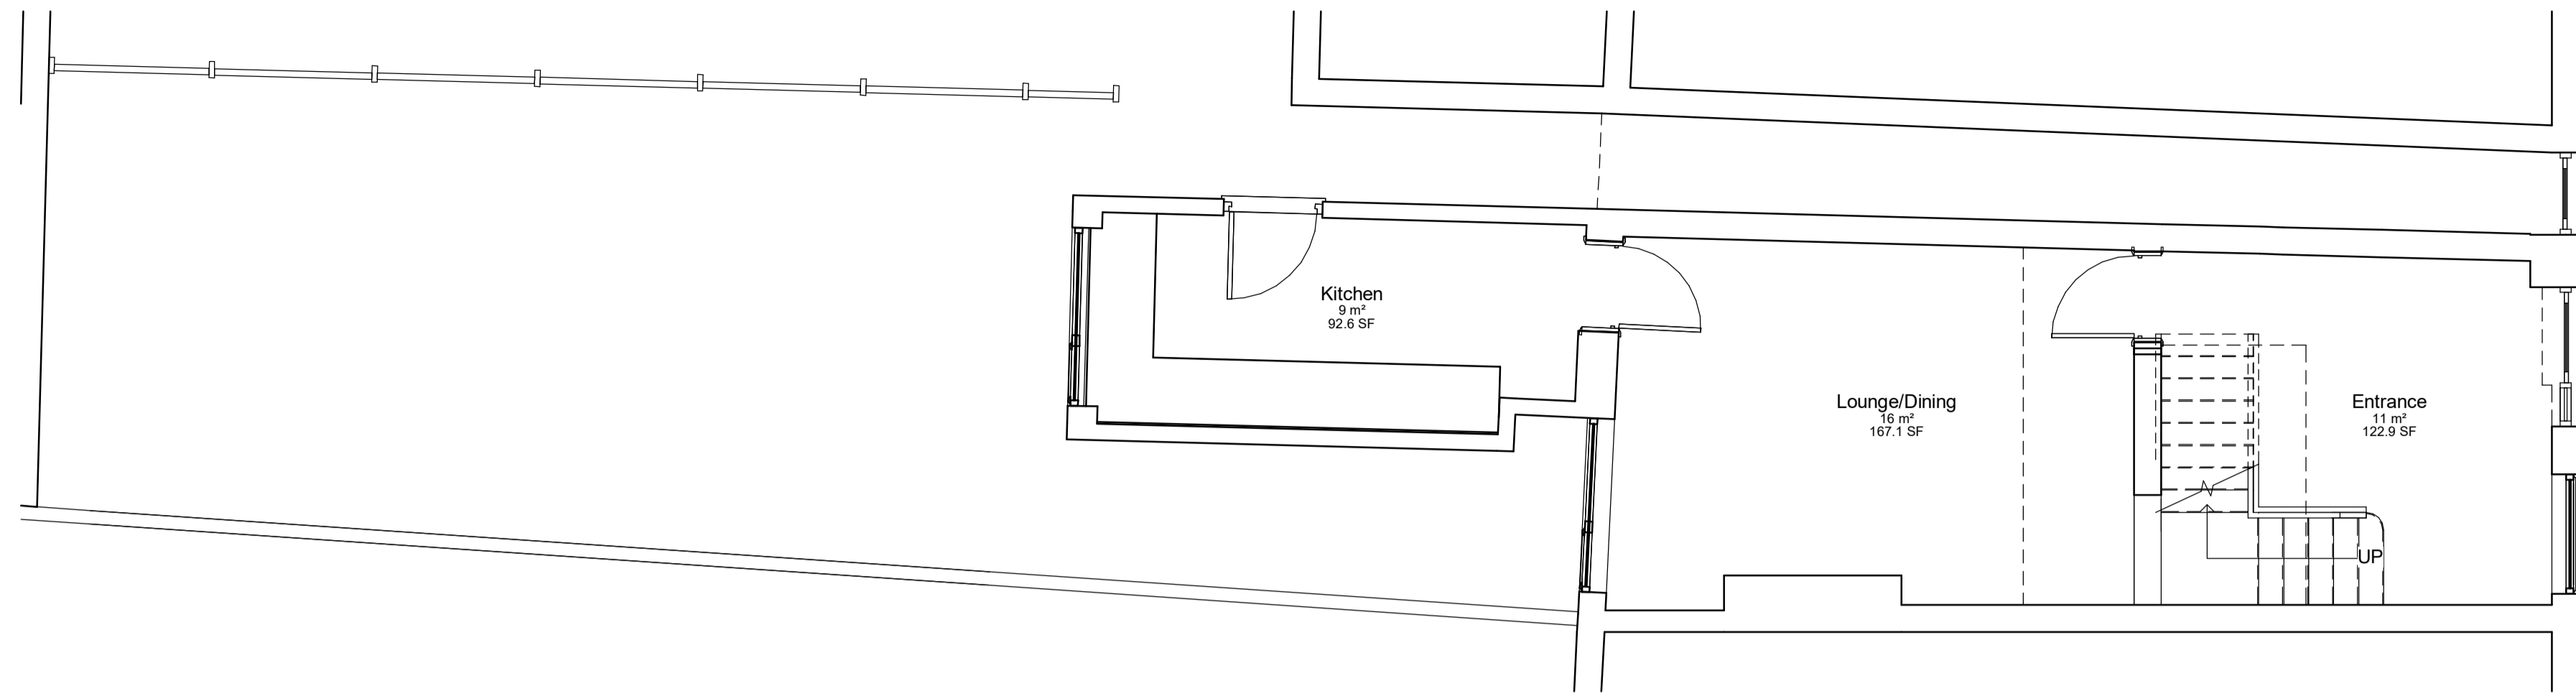 Kitchen
9 m²
92.6 SF
Lounge/Dining
16 m²
167.1 SF
Entrance
11 m²
122.9 SF
UP